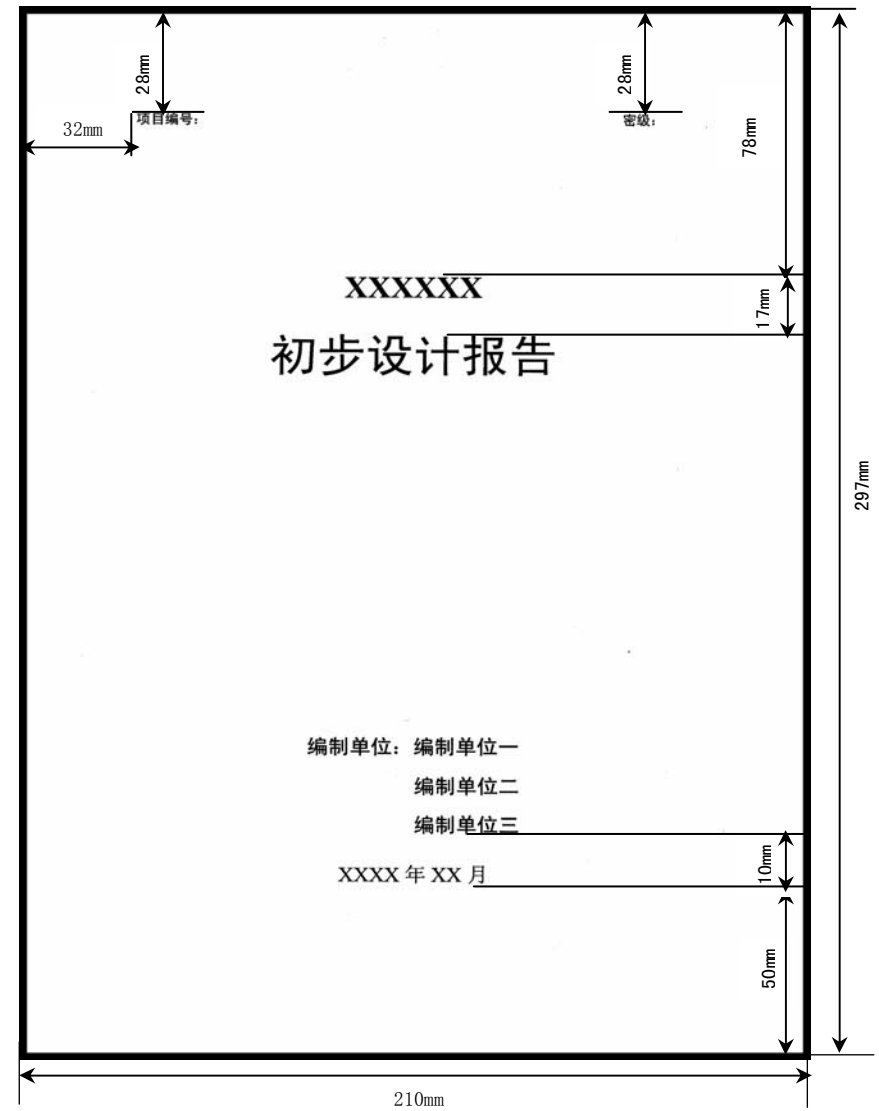 28mm
28mm
78mm
项目编号：
密级：
32mm
XXXXXX
17mm
初步设计报告
297mm
编制单位：编制单位一
编制单位二
编制单位三
10mm
XXXX 年 XX 月
50mm
210mm